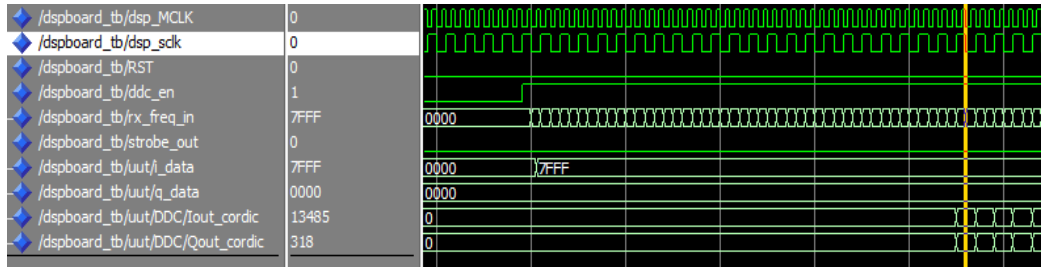 /dspboard_tb/dsp_MCLK 0
/dspboard_tb/dsp_sclk 0
/dspboard_tb/RST 0
/dspboard_tb/ddc_en 1
/dspboard_tb/rx_freq_in 7FFF 0000
/dspboard_tb/strobe_out 0
/dspboard_tb/uut/i_data 7FFF 0000 7FFF
/dspboard_tb/uut/q_data 0000 0000
/dspboard_tb/uut/DDC/Iout_cordic 13485 0
/dspboard_tb/uut/DDC/Qout_cordic 318 0